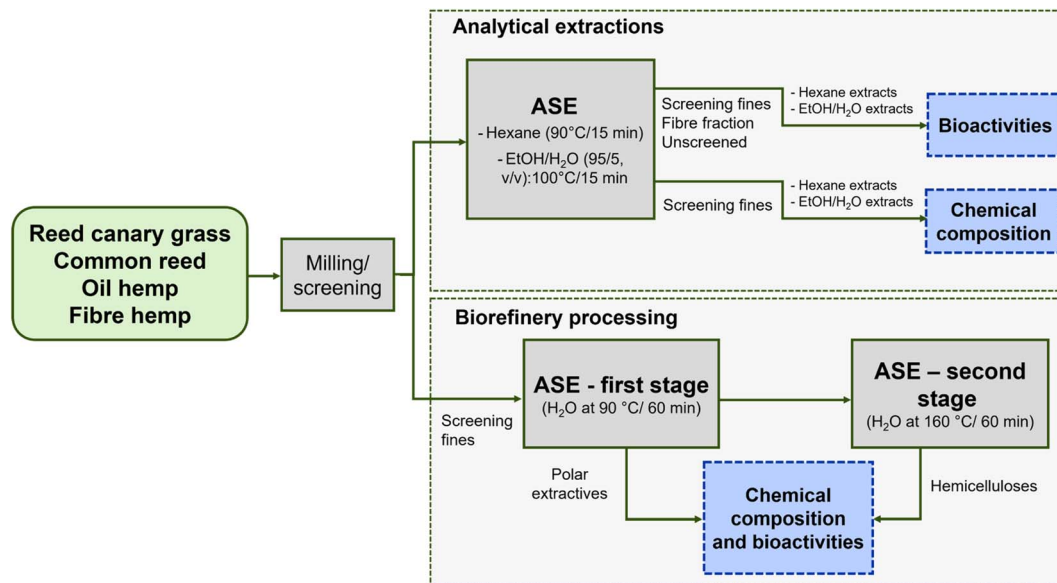 Analytical extractions
ASE
- Hexane (90°C/15 min)
- EtOH/H₂O (95/5,
v/v):100°C/15 min
Screening fines
Fibre fraction
Unscreened
- Hexane extracts
- EtOH/H₂O extracts
Bioactivities
Screening fines
- Hexane extracts
- EtOH/H₂O extracts
Chemical
composition
Reed canary grass
Common reed
Oil hemp
Fibre hemp
Milling/
screening
Biorefinery processing
Screening
fines
ASE - first stage
(H₂O at 90 °C/ 60 min)
ASE – second
stage
(H₂O at 160 °C/ 60 min)
Polar
extractives
Chemical
composition
and bioactivities
Hemicelluloses